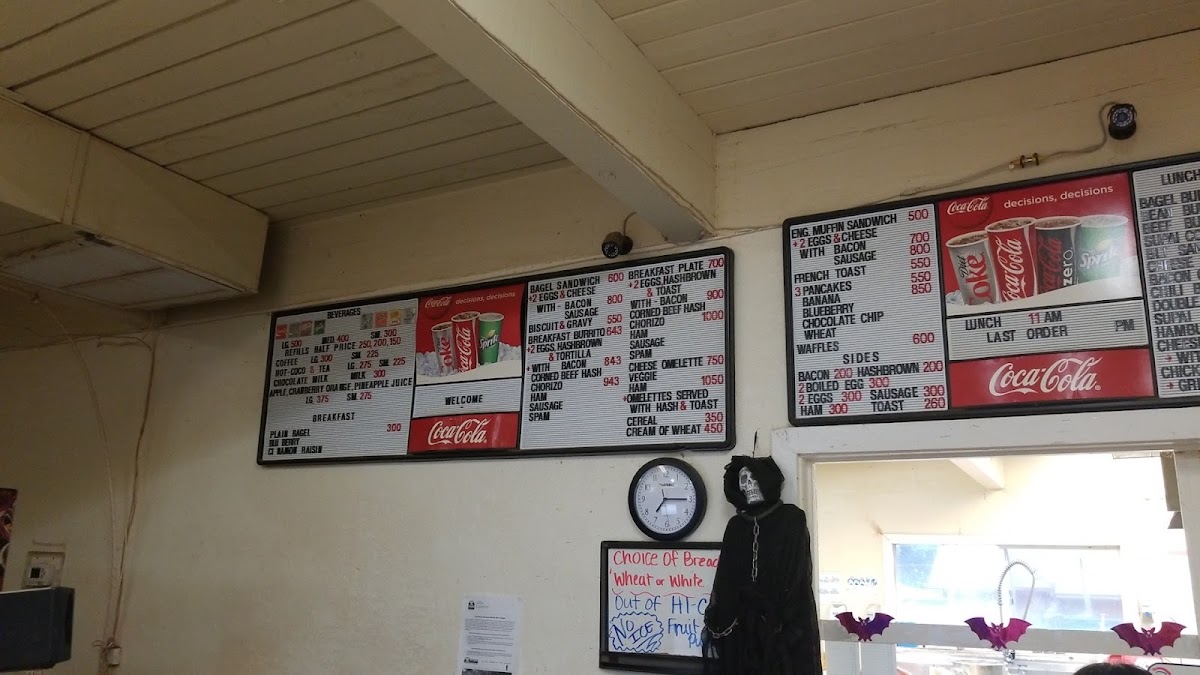 BEVERAGES
LG. 500 MED. 400 SM. 300
REFILLS HALF PRICE 250, 200, 150
COFFEE LG. 300 SM. 225
HOT-COCO & TEA LG. 275 SM. 225
CHOCOLATE MILK MILK 300
APPLE, CRANBERRY ORANGE, PINEAPPLE JUICE
LG. 375 SM. 275
BREAKFAST
PLAIN BAGEL 300
BERRY
RAISIN
Coca-Cola decisions, decisions
Coca-Cola
Sprite
WELCOME
Coca-Cola
BAGEL SANDWICH 600
+2 EGGS & CHEESE
WITH - BACON 800
SAUSAGE
BISCUIT & GRAVY 550
BREAKFAST BURRITO 643
+2 EGGS, HASHBROWN
& TORTILLA
+ WITH - BACON 843
CORNED BEEF HASH
CHORIZO 943
HAM
SAUSAGE
SPAM
BREAKFAST PLATE 700
+2 EGGS, HASHBROWN
& TOAST
WITH - BACON 900
CORNED BEEF HASH
CHORIZO 1000
HAM
SAUSAGE
SPAM
CHEESE OMELETTE 750
VEGGIE
HAM 1050
+OMELETTES SERVED
WITH HASH & TOAST
CEREAL 350
CREAM OF WHEAT 450
ENG. MUFFIN SANDWICH 500
+2 EGGS & CHEESE
WITH BACON 700
SAUSAGE 800
FRENCH TOAST 550
3 PANCAKES 550
BANANA 850
BLUEBERRY
CHOCOLATE CHIP
WHEAT
WAFFLES 600
SIDES
BACON 200 HASHBROWN 200
2 BOILED EGG 300
2 EGGS 300 SAUSAGE 300
HAM 300 TOAST 260
Coca-Cola decisions, decisions
Diet Coke
Coca-Cola
zero
Sprite
LUNCH 11 AM
LAST ORDER PM
Coca-Cola
LUNCH
BAGEL
CHOICE OF
Wheat or White
Out of HI-C
Fruit
NO ICE